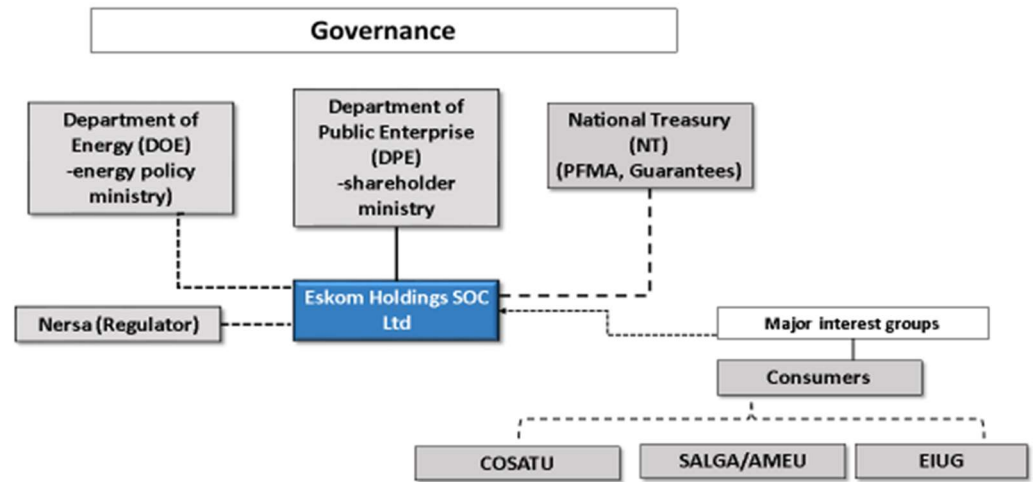 Governance
Department of
Energy (DOE)
-energy policy
ministry)
Department of
Public Enterprise
(DPE)
-shareholder
ministry
National Treasury
(NT)
(PFMA, Guarantees)
Eskom Holdings SOC
Ltd
Nersa (Regulator)
Major interest groups
Consumers
COSATU
SALGA/AMEU
EIUG